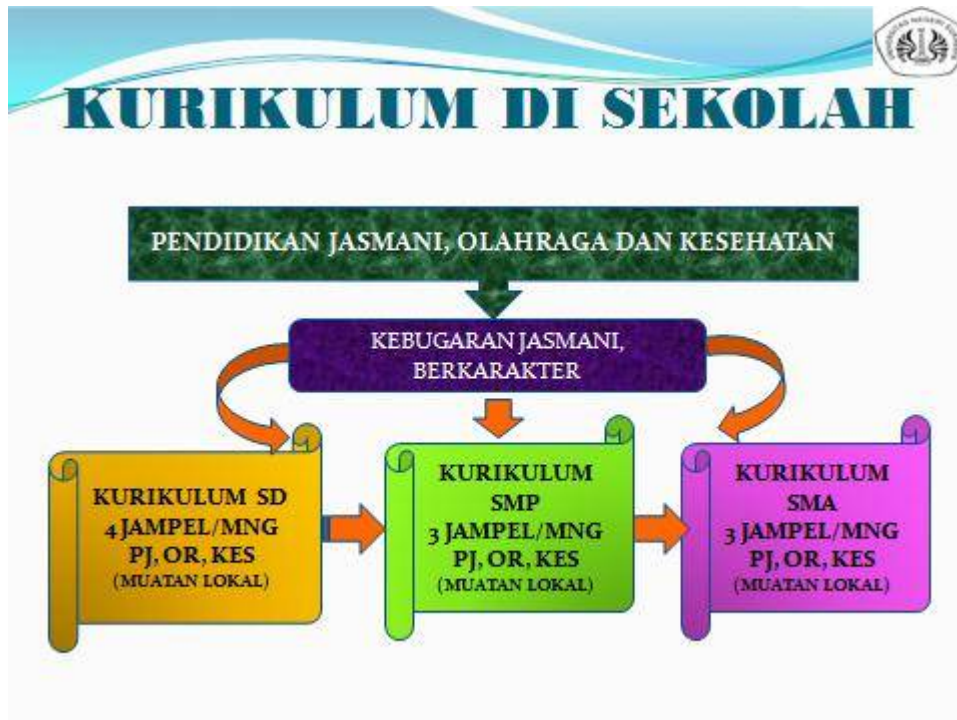 KURIKULUM DI SEKOLAH
PENDIDIKAN JASMANI, OLAHRAGA DAN KESEHATAN
KEBUGARAN JASMANI,
BERKARAKTER
KURIKULUM SD
4 JAMPEL/MNG
PJ, OR, KES
(MUATAN LOKAL)
KURIKULUM
SMP
3 JAMPEL/MNG
PJ, OR, KES
(MUATAN LOKAL)
KURIKULUM
SMA
3 JAMPEL/MNG
PJ, OR, KES
(MUATAN LOKAL)